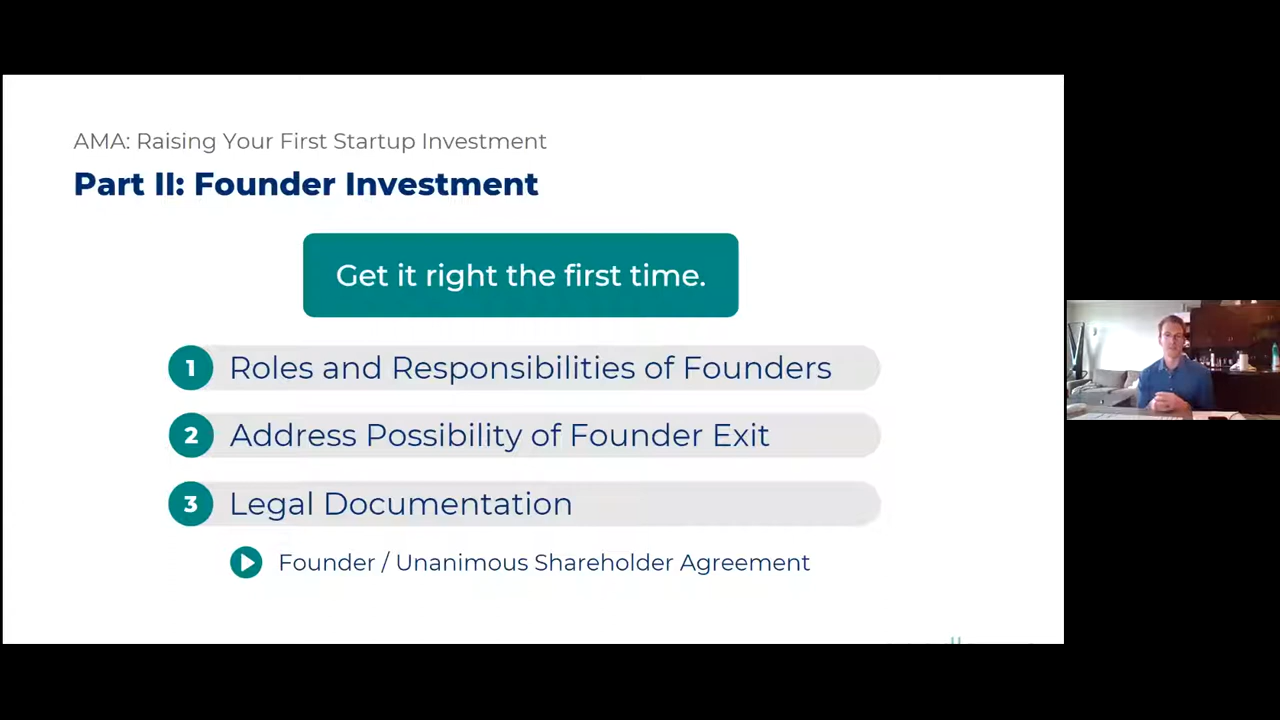 AMA: Raising Your First Startup Investment
Part II: Founder Investment
Get it right the first time.
1 Roles and Responsibilities of Founders
2 Address Possibility of Founder Exit
3 Legal Documentation
Founder / Unanimous Shareholder Agreement